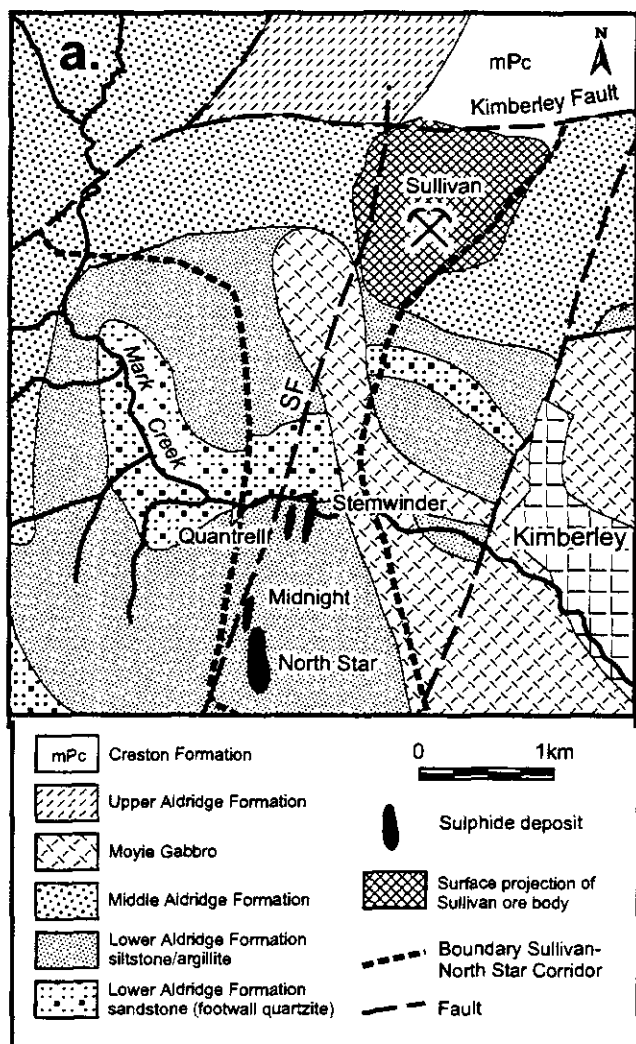 a.
N
mPc
Kimberley Fault
Sullivan
SF
Mark
Creek
Stemwinder
Quantrell
Kimberley
Midnight
North Star
mPc
Creston Formation
Upper Aldridge Formation
Moyie Gabbro
Middle Aldridge Formation
Lower Aldridge Formation
siltstone/argillite
Lower Aldridge Formation
sandstone (footwall quartzite)
0 1km
Sulphide deposit
Surface projection of
Sullivan ore body
Boundary Sullivan-
North Star Corridor
Fault